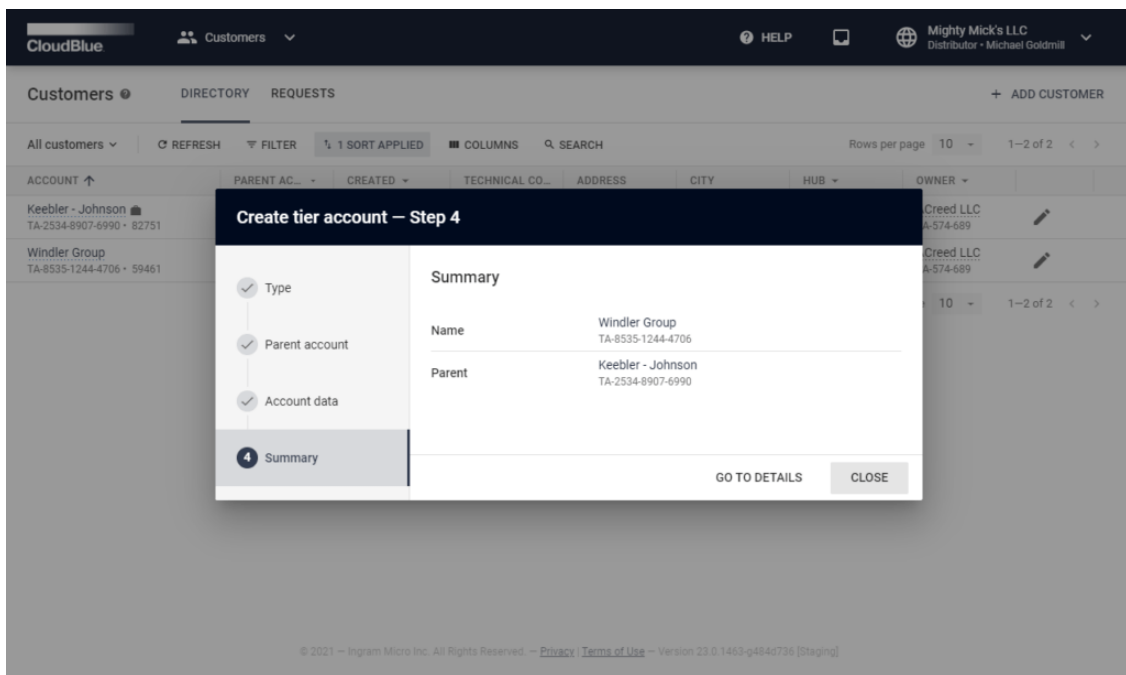 CloudBlue. Customers HELP Mighty Mick's LLC
Distributor • Michael Goldmill
Customers DIRECTORY REQUESTS + ADD CUSTOMER
All customers REFRESH FILTER 1 SORT APPLIED COLUMNS SEARCH Rows per page 10 1–2 of 2
ACCOUNT PARENT AC... CREATED TECHNICAL CO... ADDRESS CITY HUB OWNER
Keebler - Johnson Creed LLC
TA-2534-8907-6990 • 82751 A-574-689
Windler Group Creed LLC
TA-8535-1244-4706 • 59461 A-574-689
10 1–2 of 2
Create tier account — Step 4
Type
Parent account
Account data
4 Summary
Summary
Name Windler Group
TA-8535-1244-4706
Parent Keebler - Johnson
TA-2534-8907-6990
GO TO DETAILS CLOSE
© 2021 — Ingram Micro Inc. All Rights Reserved. — Privacy | Terms of Use — Version 23.0.1463-g484d736 [Staging]